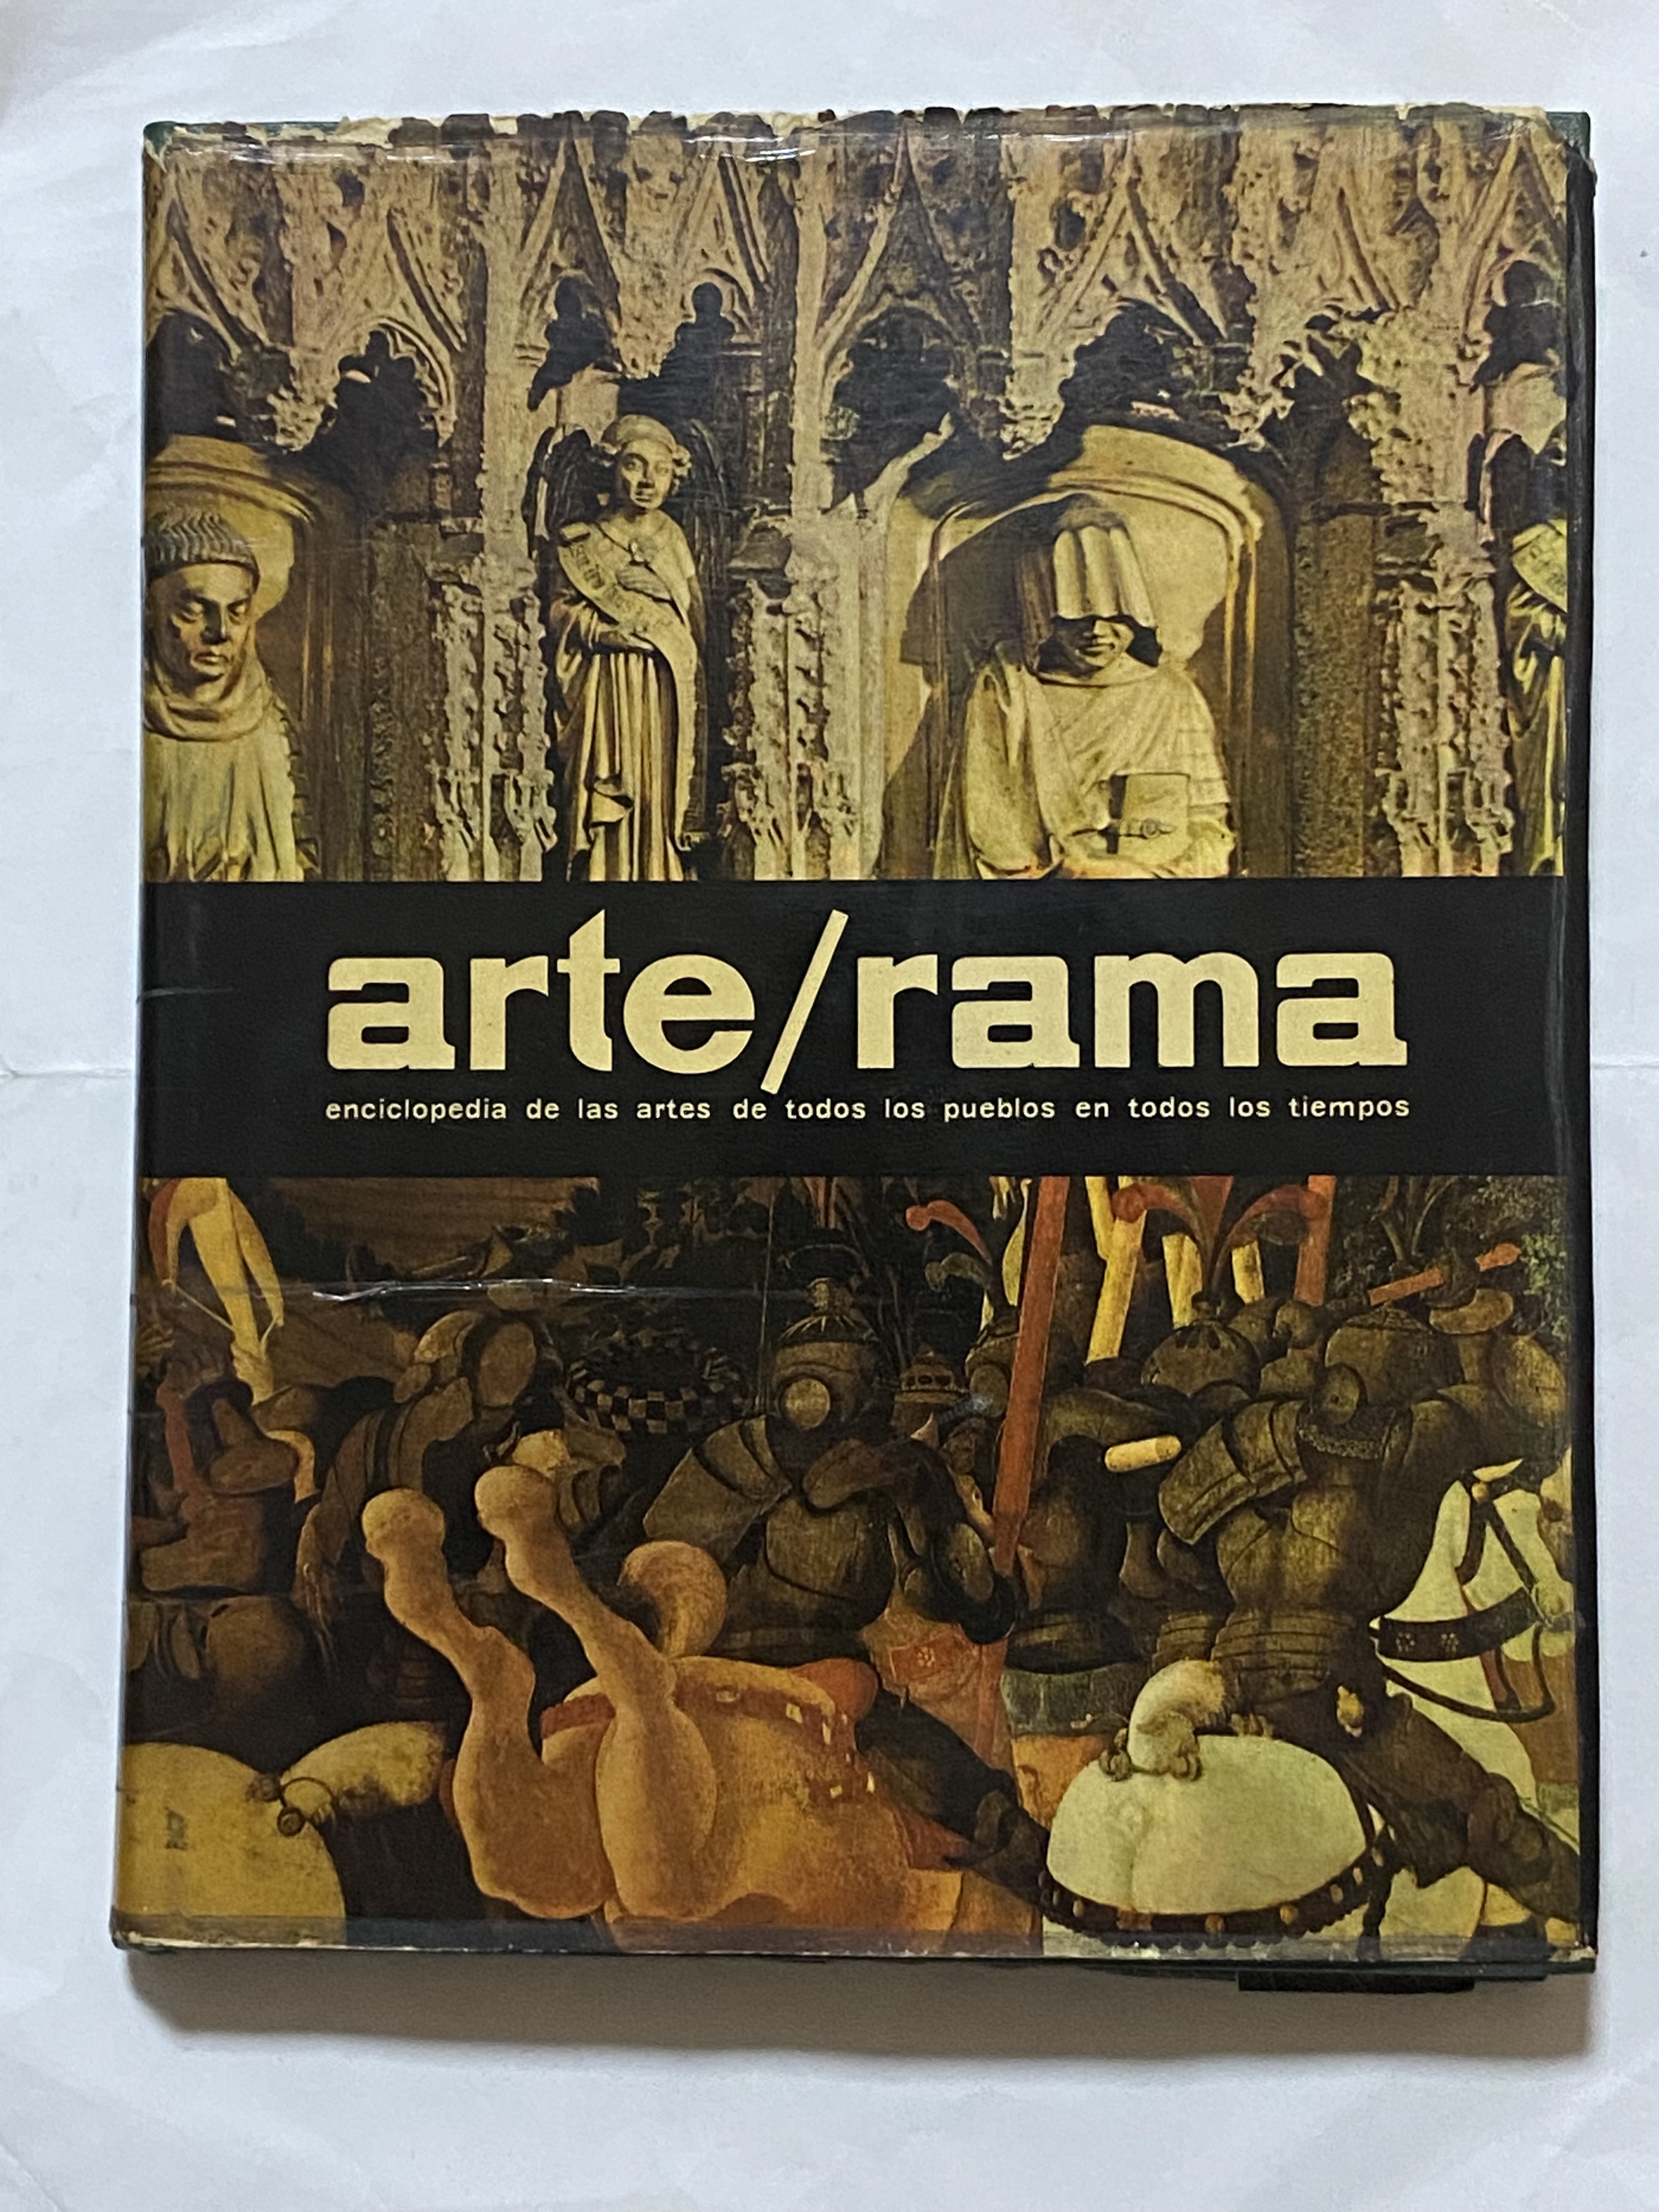 arte/rama
enciclopedia de las artes de todos los pueblos en todos los tiempos